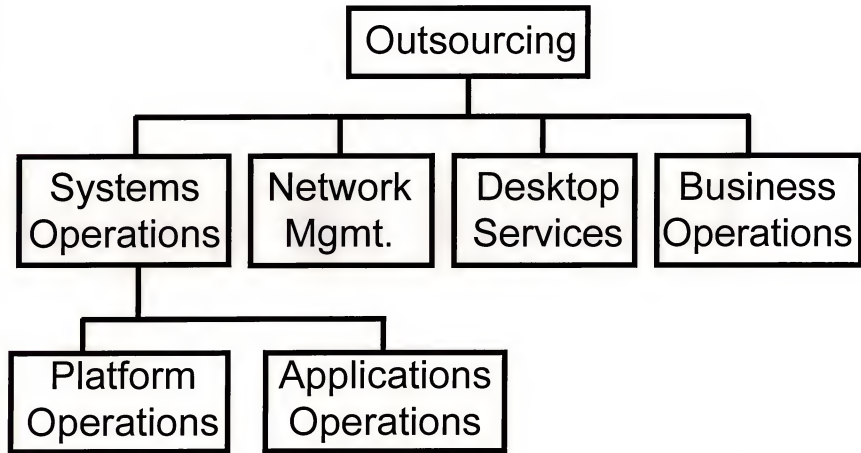 Outsourcing
Systems
Operations
Network
Mgmt.
Desktop
Services
Business
Operations
Platform
Operations
Applications
Operations